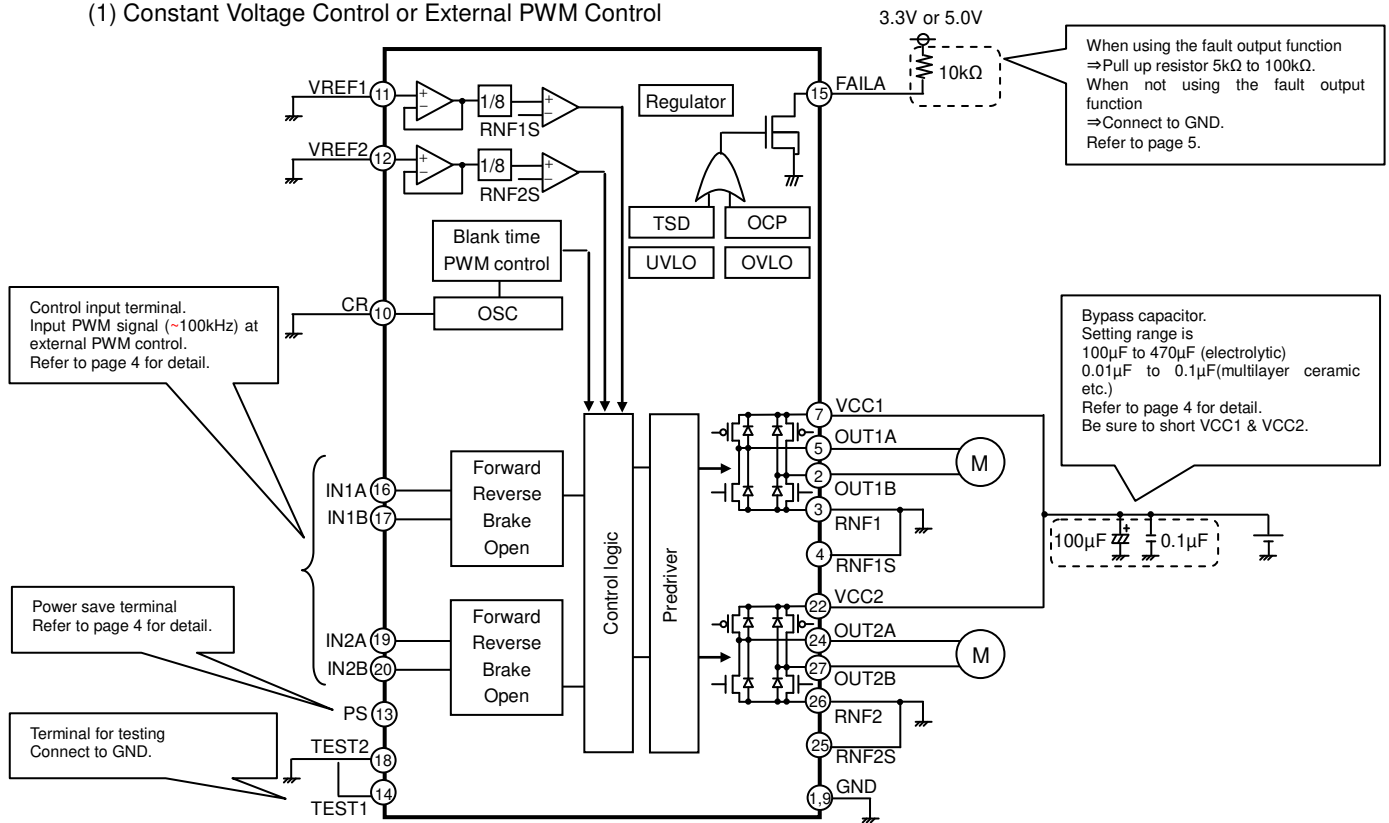 (1) Constant Voltage Control or External PWM Control
3.3V or 5.0V
10kΩ
When using the fault output function
⇒Pull up resistor 5kΩ to 100kΩ.
When not using the fault output
function
⇒Connect to GND.
Refer to page 5.
VREF1
11
1/8
RNF1S
Regulator
15
FAILA
VREF2
12
1/8
RNF2S
TSD
OCP
UVLO
OVLO
Blank time
PWM control
CR
10
OSC
Control input terminal.
Input PWM signal (~100kHz) at
external PWM control.
Refer to page 4 for detail.
Bypass capacitor.
Setting range is
100µF to 470µF (electrolytic)
0.01µF to 0.1µF(multilayer ceramic
etc.)
Refer to page 4 for detail.
Be sure to short VCC1 & VCC2.
IN1A
16
IN1B
17
Forward
Reverse
Brake
Open
Control logic
Predriver
7
VCC1
5
OUT1A
2
OUT1B
M
3
RNF1
4
RNF1S
100µF
+
0.1µF
Power save terminal
Refer to page 4 for detail.
IN2A
19
IN2B
20
Forward
Reverse
Brake
Open
22
VCC2
24
OUT2A
27
OUT2B
M
26
RNF2
25
RNF2S
PS
13
Terminal for testing
Connect to GND.
TEST2
18
14
TEST1
1,9
GND